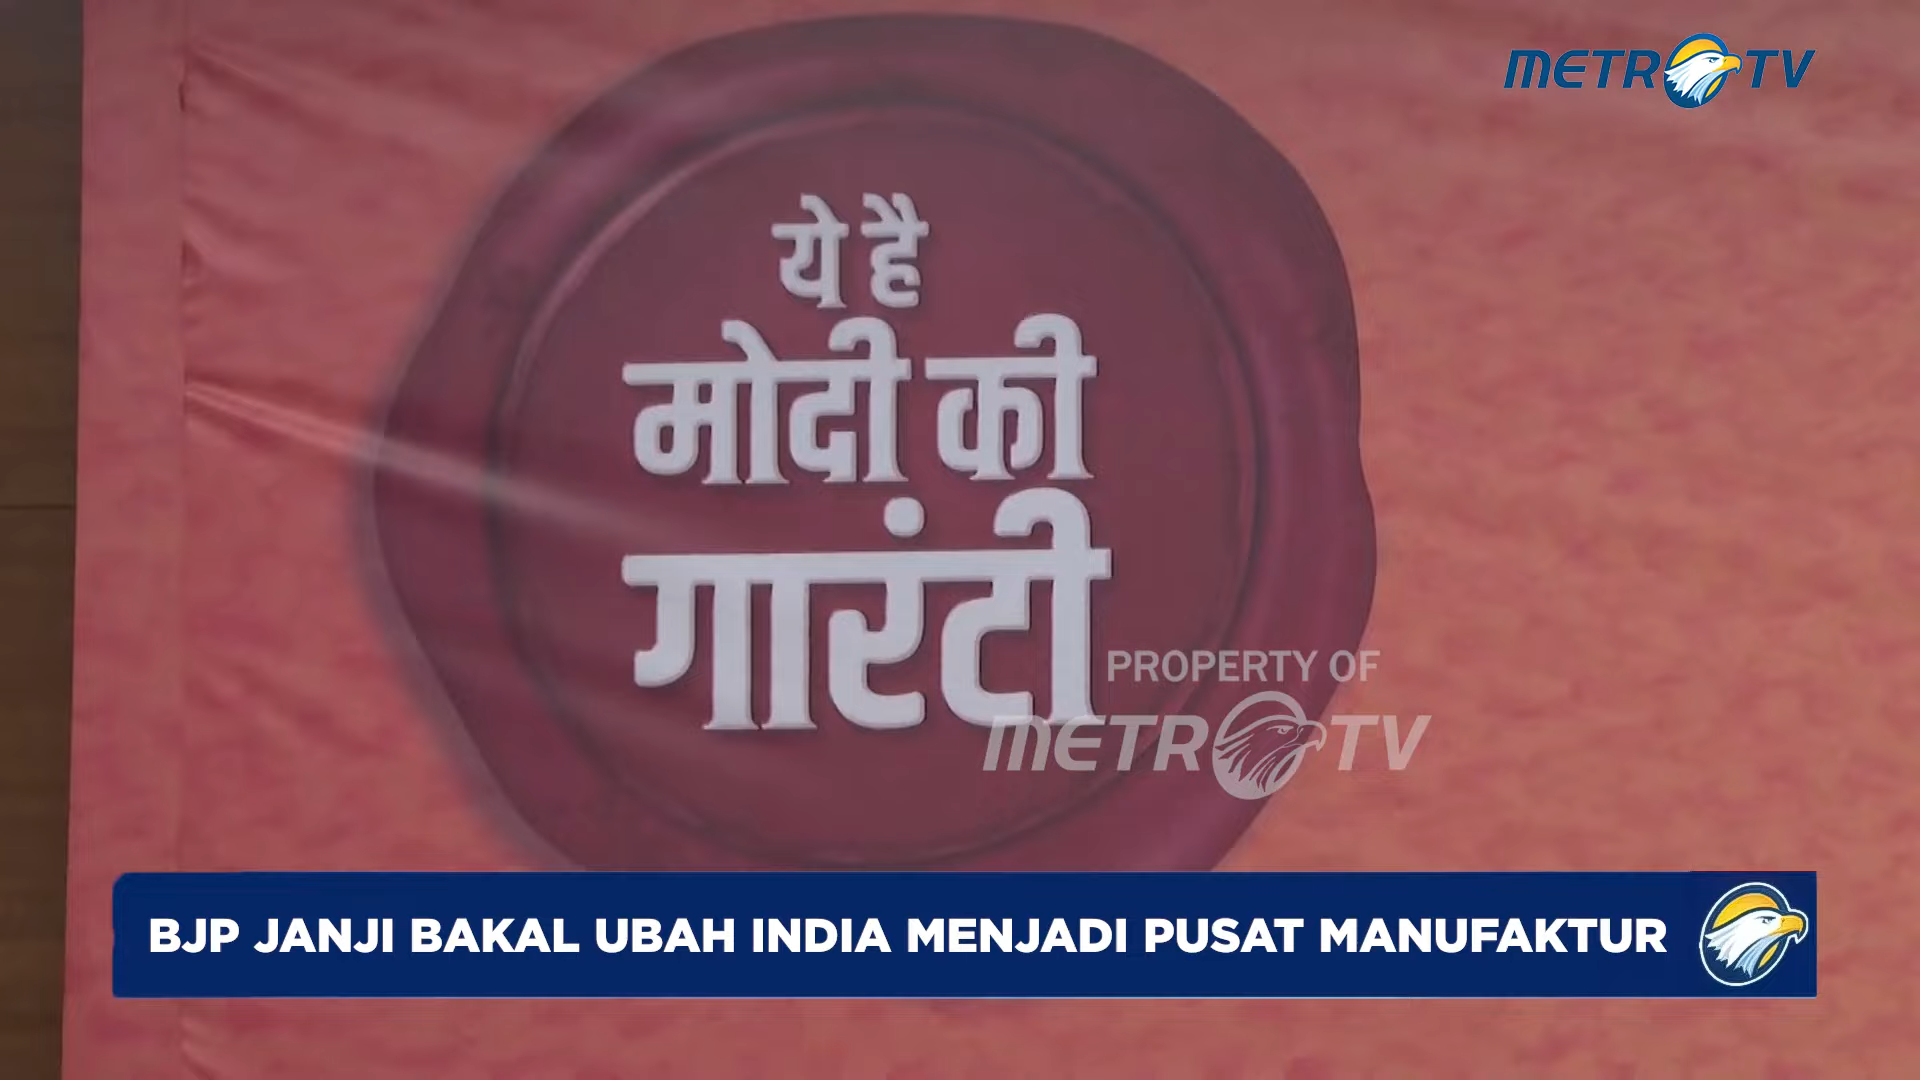 METRO TV
ये है
मोदी की
गारंटी
PROPERTY OF
METRO TV
BJP JANJI BAKAL UBAH INDIA MENJADI PUSAT MANUFAKTUR